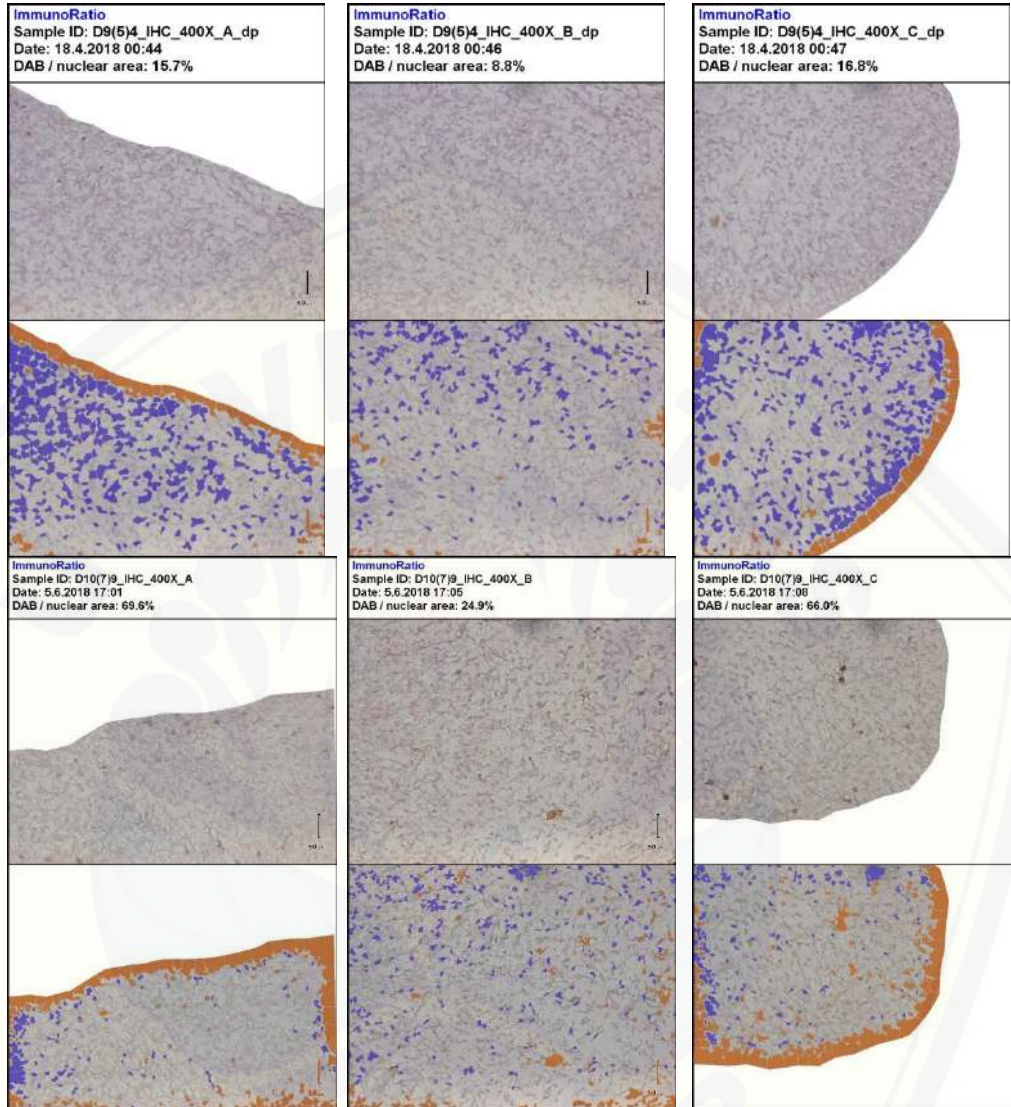 ImmunoRatio
Sample ID: D9(5)4_IHC_400X_A_dp
Date: 18.4.2018 00:44
DAB / nuclear area: 15.7%
ImmunoRatio
Sample ID: D9(5)4_IHC_400X_B_dp
Date: 18.4.2018 00:46
DAB / nuclear area: 8.8%
ImmunoRatio
Sample ID: D9(5)4_IHC_400X_C_dp
Date: 18.4.2018 00:47
DAB / nuclear area: 16.8%
ImmunoRatio
Sample ID: D10(7)9_IHC_400X_A
Date: 5.6.2018 17:01
DAB / nuclear area: 69.6%
ImmunoRatio
Sample ID: D10(7)9_IHC_400X_B
Date: 5.6.2018 17:05
DAB / nuclear area: 24.9%
ImmunoRatio
Sample ID: D10(7)9_IHC_400X_C
Date: 5.6.2018 17:08
DAB / nuclear area: 66.0%